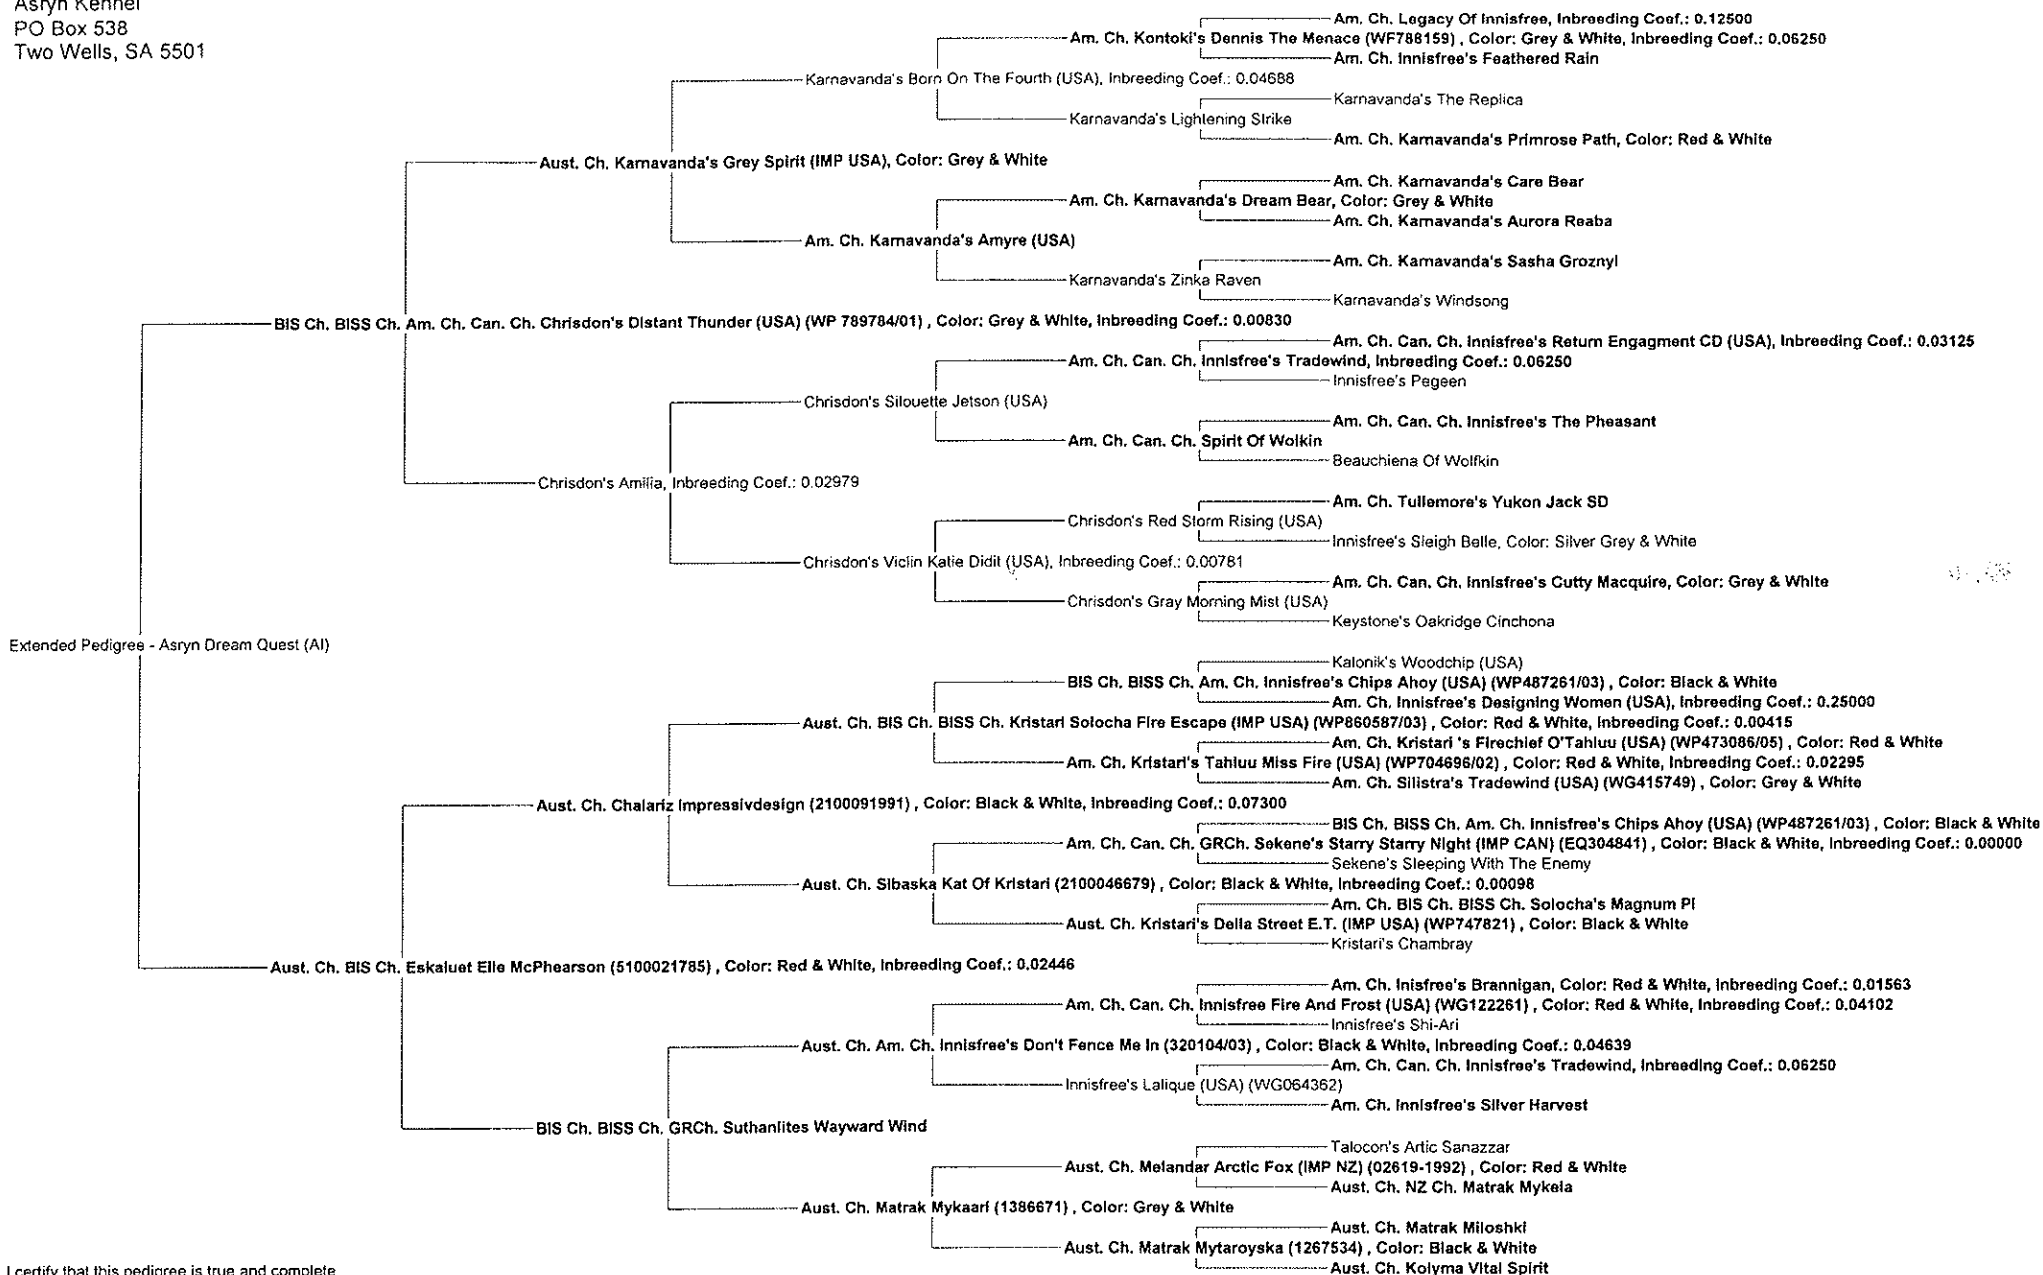 Asryn Kennel
PO Box 538
Two Wells, SA 5501
Am. Ch. Legacy Of Innisfree, Inbreeding Coef.: 0.12500
Am. Ch. Kontoki's Dennis The Menace (WF788159) , Color: Grey & White, Inbreeding Coef.: 0.06250
Am. Ch. Innisfree's Feathered Rain
Karnavanda's Born On The Fourth (USA), Inbreeding Coef.: 0.04688
Karnavanda's The Replica
Karnavanda's Lightening Strike
Am. Ch. Karnavanda's Primrose Path, Color: Red & White
Aust. Ch. Karnavanda's Grey Spirit (IMP USA), Color: Grey & White
Am. Ch. Karnavanda's Care Bear
Am. Ch. Karnavanda's Dream Bear, Color: Grey & White
Am. Ch. Karnavanda's Aurora Reaba
Am. Ch. Karnavanda's Amyre (USA)
Am. Ch. Karnavanda's Sasha Groznyl
Karnavanda's Zinka Raven
Karnavanda's Windsong
BIS Ch. BISS Ch. Am. Ch. Can. Ch. Chrisdon's Distant Thunder (USA) (WP 789784/01) , Color: Grey & White, Inbreeding Coef.: 0.00830
Am. Ch. Can. Ch. Innisfree's Return Engagment CD (USA), Inbreeding Coef.: 0.03125
Am. Ch. Can. Ch. Innisfree's Tradewind, Inbreeding Coef.: 0.06250
Innisfree's Pegeen
Chrisdon's Silouette Jetson (USA)
Am. Ch. Can. Ch. Innisfree's The Pheasant
Am. Ch. Can. Ch. Spirit Of Wolkin
Beauchiena Of Wolfkin
Chrisdon's Amilia, Inbreeding Coef.: 0.02979
Am. Ch. Tullemore's Yukon Jack SD
Chrisdon's Red Storm Rising (USA)
Innisfree's Sleigh Belle, Color: Silver Grey & White
Chrisdon's Viclin Katie Didit (USA), Inbreeding Coef.: 0.00781
Am. Ch. Can. Ch. Innisfree's Cutty Macquire, Color: Grey & White
Chrisdon's Gray Morning Mist (USA)
Keystone's Oakridge Cinchona
Extended Pedigree - Asryn Dream Quest (AI)
Kalonik's Woodchip (USA)
BIS Ch. BISS Ch. Am. Ch. Innisfree's Chips Ahoy (USA) (WP487261/03) , Color: Black & White
Am. Ch. Innisfree's Designing Women (USA), Inbreeding Coef.: 0.25000
Aust. Ch. BIS Ch. BISS Ch. Kristari Solocha Fire Escape (IMP USA) (WP860587/03) , Color: Red & White, Inbreeding Coef.: 0.00415
Am. Ch. Kristari 's Firechief O'Tahluu (USA) (WP473086/05) , Color: Red & White
Am. Ch. Kristari's Tahluu Miss Fire (USA) (WP704696/02) , Color: Red & White, Inbreeding Coef.: 0.02295
Am. Ch. Silistra's Tradewind (USA) (WG415749) , Color: Grey & White
Aust. Ch. Chalariz Impressivdesign (2100091991) , Color: Black & White, Inbreeding Coef.: 0.07300
BIS Ch. BISS Ch. Am. Ch. Innisfree's Chips Ahoy (USA) (WP487261/03) , Color: Black & White
Am. Ch. Can. Ch. GRCh. Sekene's Starry Starry Night (IMP CAN) (EQ304841) , Color: Black & White, Inbreeding Coef.: 0.00000
Sekene's Sleeping With The Enemy
Aust. Ch. Sibaska Kat Of Kristari (2100046679) , Color: Black & White, Inbreeding Coef.: 0.00098
Am. Ch. BIS Ch. BISS Ch. Solocha's Magnum PI
Aust. Ch. Kristari's Della Street E.T. (IMP USA) (WP747821) , Color: Black & White
Kristari's Chambray
Aust. Ch. BIS Ch. Eskaluet Elle McPhearson (5100021785) , Color: Red & White, Inbreeding Coef.: 0.02446
Am. Ch. Inisfree's Brannigan, Color: Red & White, Inbreeding Coef.: 0.01563
Am. Ch. Can. Ch. Innisfree Fire And Frost (USA) (WG122261) , Color: Red & White, Inbreeding Coef.: 0.04102
Innisfree's Shi-Ari
Aust. Ch. Am. Ch. Innisfree's Don't Fence Me In (320104/03) , Color: Black & White, Inbreeding Coef.: 0.04639
Am. Ch. Can. Ch. Innisfree's Tradewind, Inbreeding Coef.: 0.06250
Innisfree's Lalique (USA) (WG064362)
Am. Ch. Innisfree's Silver Harvest
BIS Ch. BISS Ch. GRCh. Suthanlites Wayward Wind
Talocon's Artic Sanazzar
Aust. Ch. Melandar Arctic Fox (IMP NZ) (02619-1992) , Color: Red & White
Aust. Ch. NZ Ch. Matrak Mykela
Aust. Ch. Matrak Mykaari (1386671) , Color: Grey & White
Aust. Ch. Matrak Miloshki
Aust. Ch. Matrak Mytaroyska (1267534) , Color: Black & White
Aust. Ch. Kolyma Vital Spirit
I certify that this pedigree is true and complete